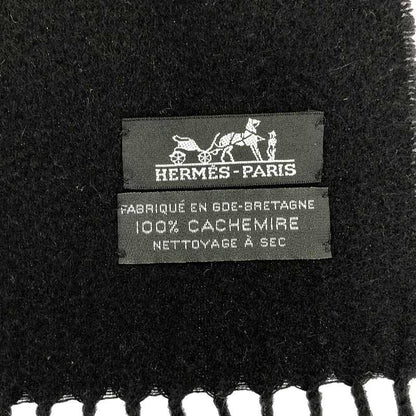 HERMÈS-PARIS
FABRIQUÉ EN GDE-BRETAGNE
100% CACHEMIRE
NETTOYAGE À SEC